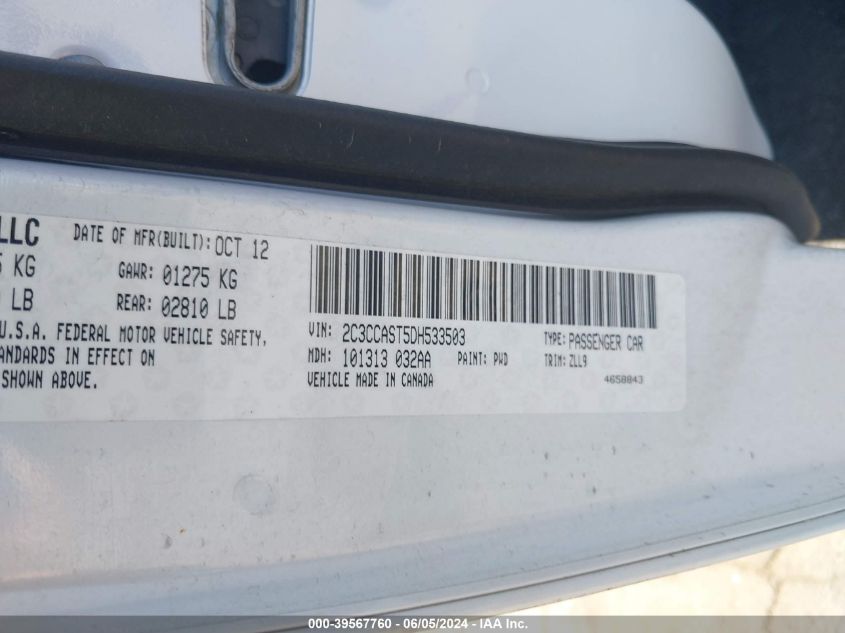 LLC DATE OF MFR(BUILT): OCT 12
KG GAWR: 01275 KG
LB REAR: 02810 LB
U.S.A. FEDERAL MOTOR VEHICLE SAFETY,
ANDARDS IN EFFECT ON
SHOWN ABOVE.
VIN: 2C3CCAST5DH533503 TYPE: PASSENGER CAR
MDH: 101313 032AA PAINT: PWD TRIM: ZLL9
VEHICLE MADE IN CANADA 4658843
000-39567760 - 06/05/2024 - IAA Inc.